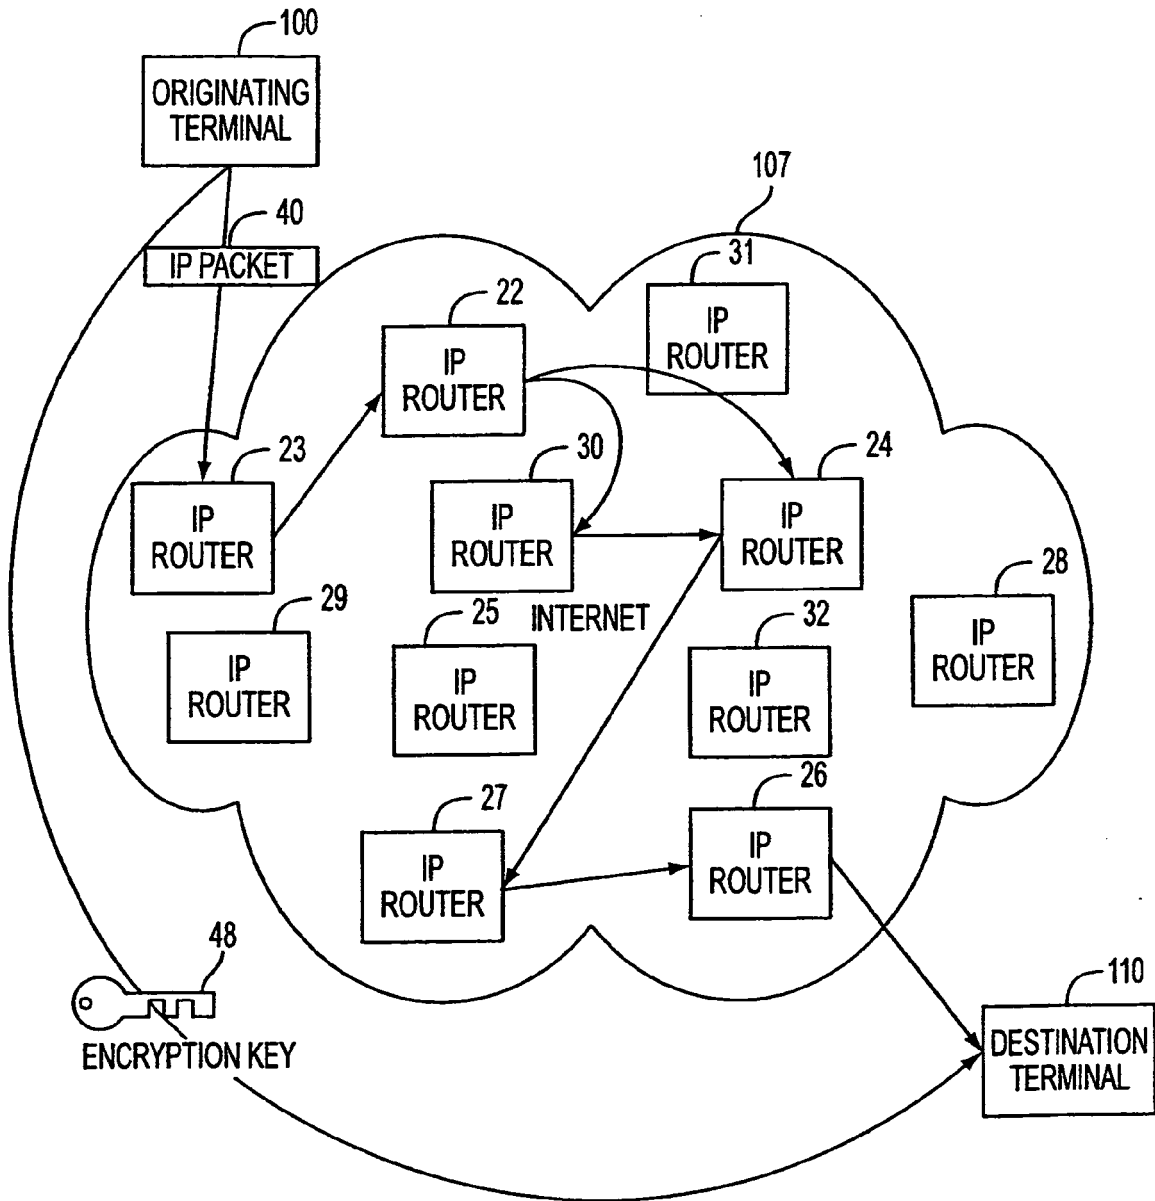 100
ORIGINATING
TERMINAL
40
IP PACKET
107
31
IP
ROUTER
22
IP
ROUTER
23
IP
ROUTER
30
IP
ROUTER
24
IP
ROUTER
29
IP
ROUTER
25
IP
ROUTER
INTERNET
32
IP
ROUTER
28
IP
ROUTER
27
IP
ROUTER
26
IP
ROUTER
48
ENCRYPTION KEY
110
DESTINATION
TERMINAL